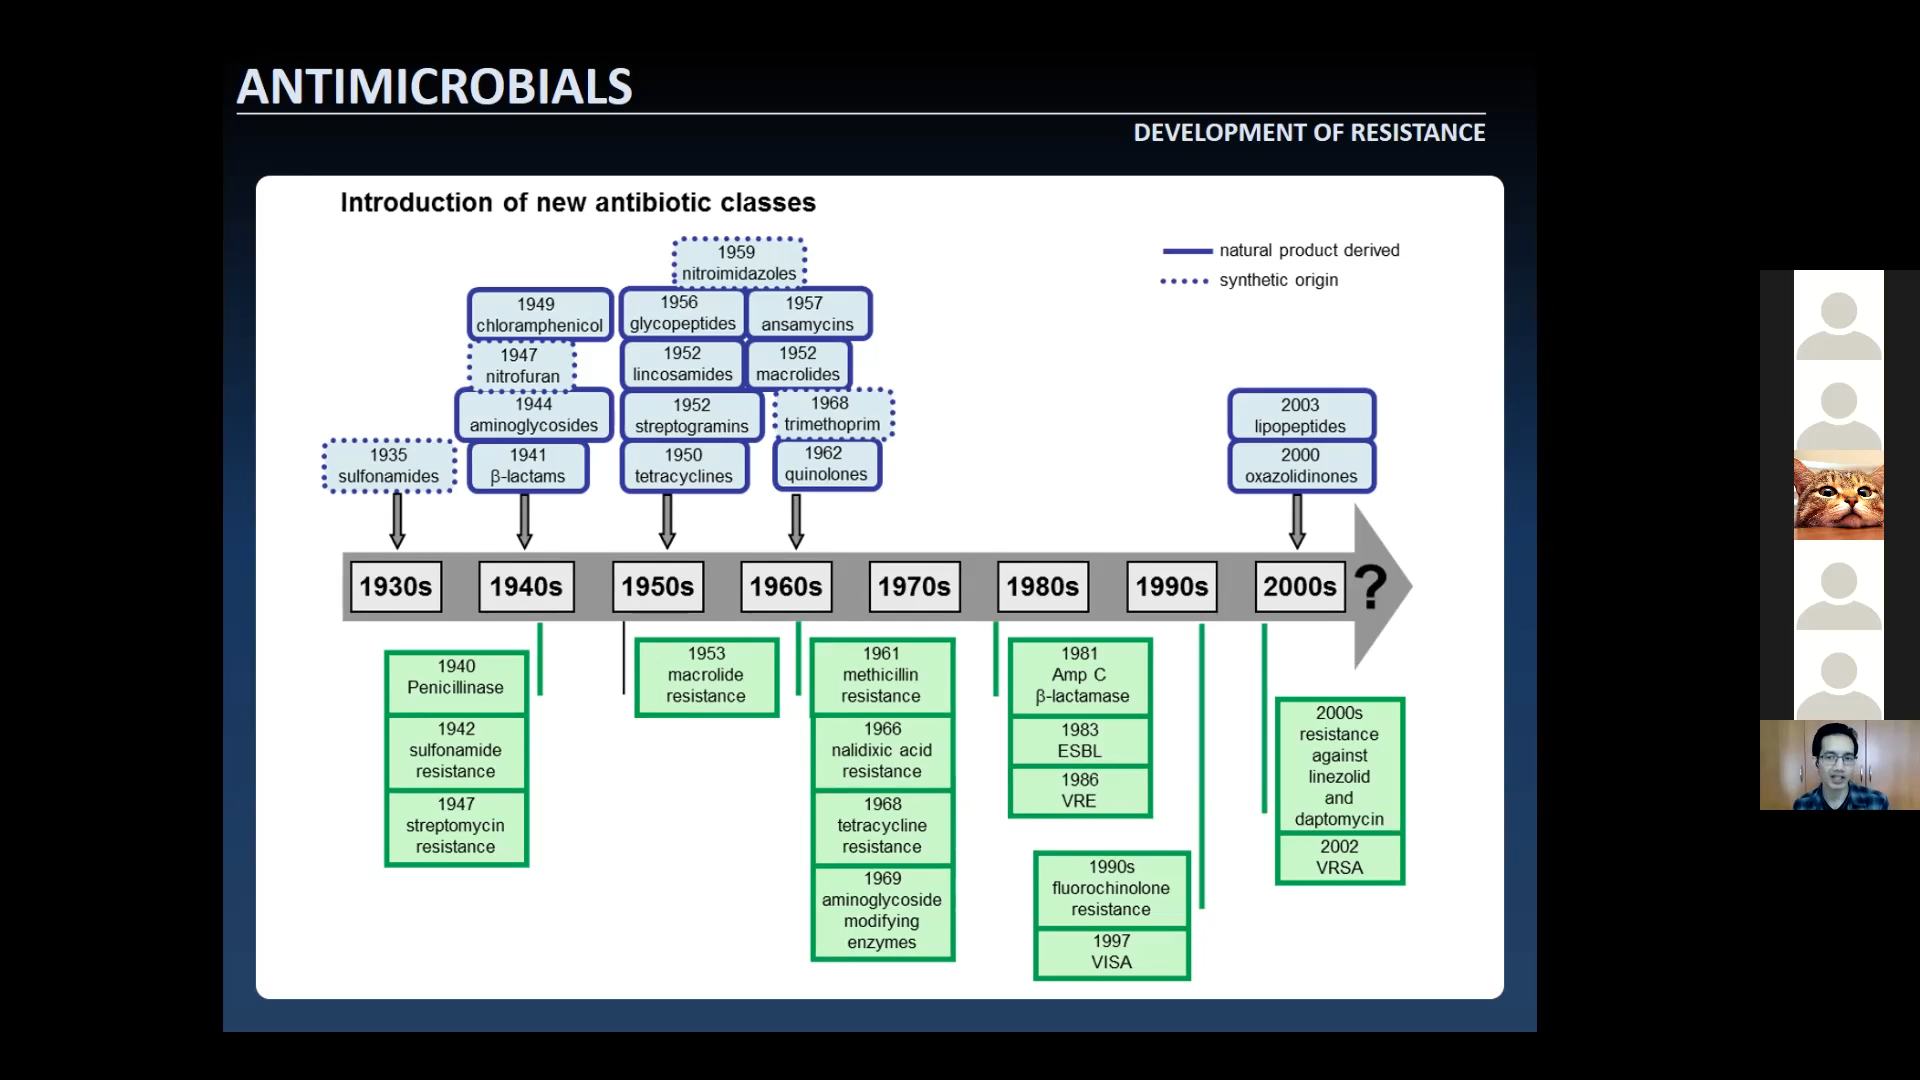 ANTIMICROBIALS
DEVELOPMENT OF RESISTANCE
Introduction of new antibiotic classes
natural product derived
synthetic origin
1959
nitroimidazoles
1949
chloramphenicol
1956
glycopeptides
1957
ansamycins
1947
nitrofuran
1952
lincosamides
1952
macrolides
1944
aminoglycosides
1952
streptogramins
1968
trimethoprim
2003
lipopeptides
1935
sulfonamides
1941
β-lactams
1950
tetracyclines
1962
quinolones
2000
oxazolidinones
1930s
1940s
1950s
1960s
1970s
1980s
1990s
2000s
?
1940
Penicillinase
1942
sulfonamide
resistance
1947
streptomycin
resistance
1953
macrolide
resistance
1961
methicillin
resistance
1966
nalidixic acid
resistance
1968
tetracycline
resistance
1969
aminoglycoside
modifying
enzymes
1981
Amp C
β-lactamase
1983
ESBL
1986
VRE
1990s
fluorochinolone
resistance
1997
VISA
2000s
resistance
against
linezolid
and
daptomycin
2002
VRSA